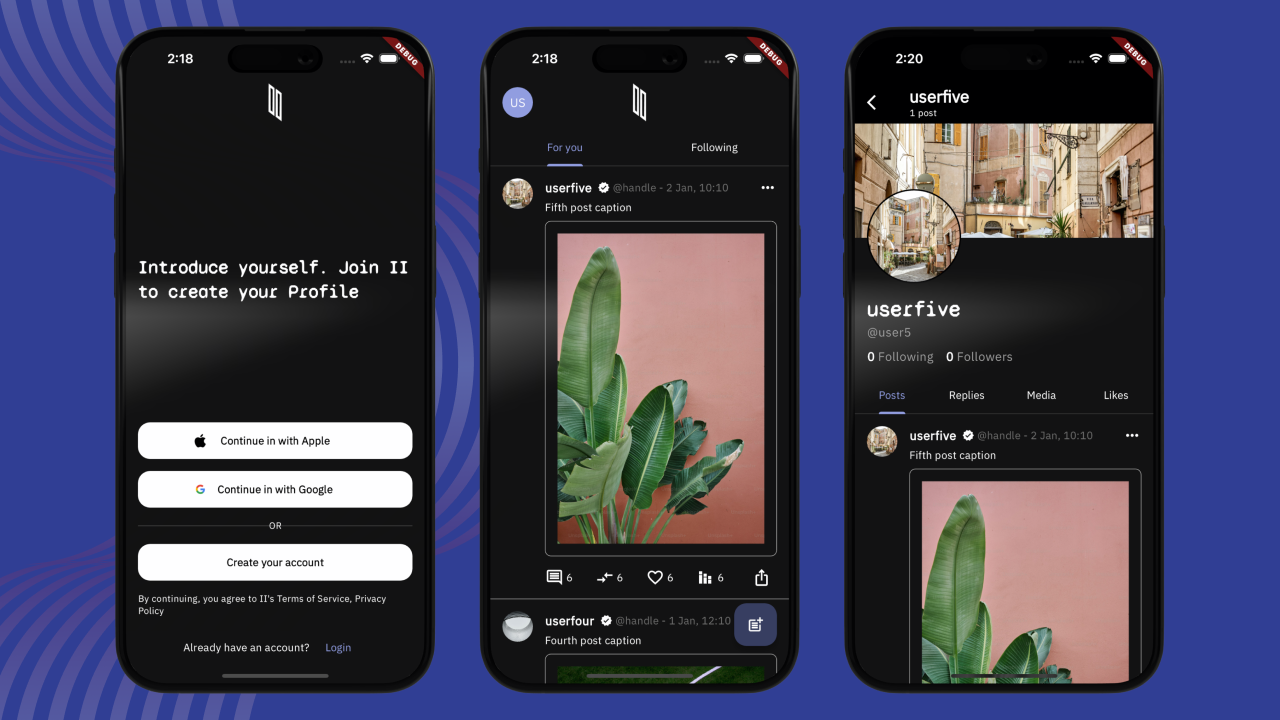 2:18
DEBUG
Introduce yourself. Join II
to create your Profile
Continue in with Apple
Continue in with Google
OR
Create your account
By continuing, you agree to II's Terms of Service, Privacy
Policy
Already have an account? Login
2:18
DEBUG
US
For you Following
userfive @handle - 2 Jan, 10:10
Fifth post caption
6 6 6 6
userfour @handle - 1 Jan, 12:10
Fourth post caption
2:20
DEBUG
userfive
1 post
userfive
@user5
0 Following 0 Followers
Posts Replies Media Likes
userfive @handle - 2 Jan, 10:10
Fifth post caption